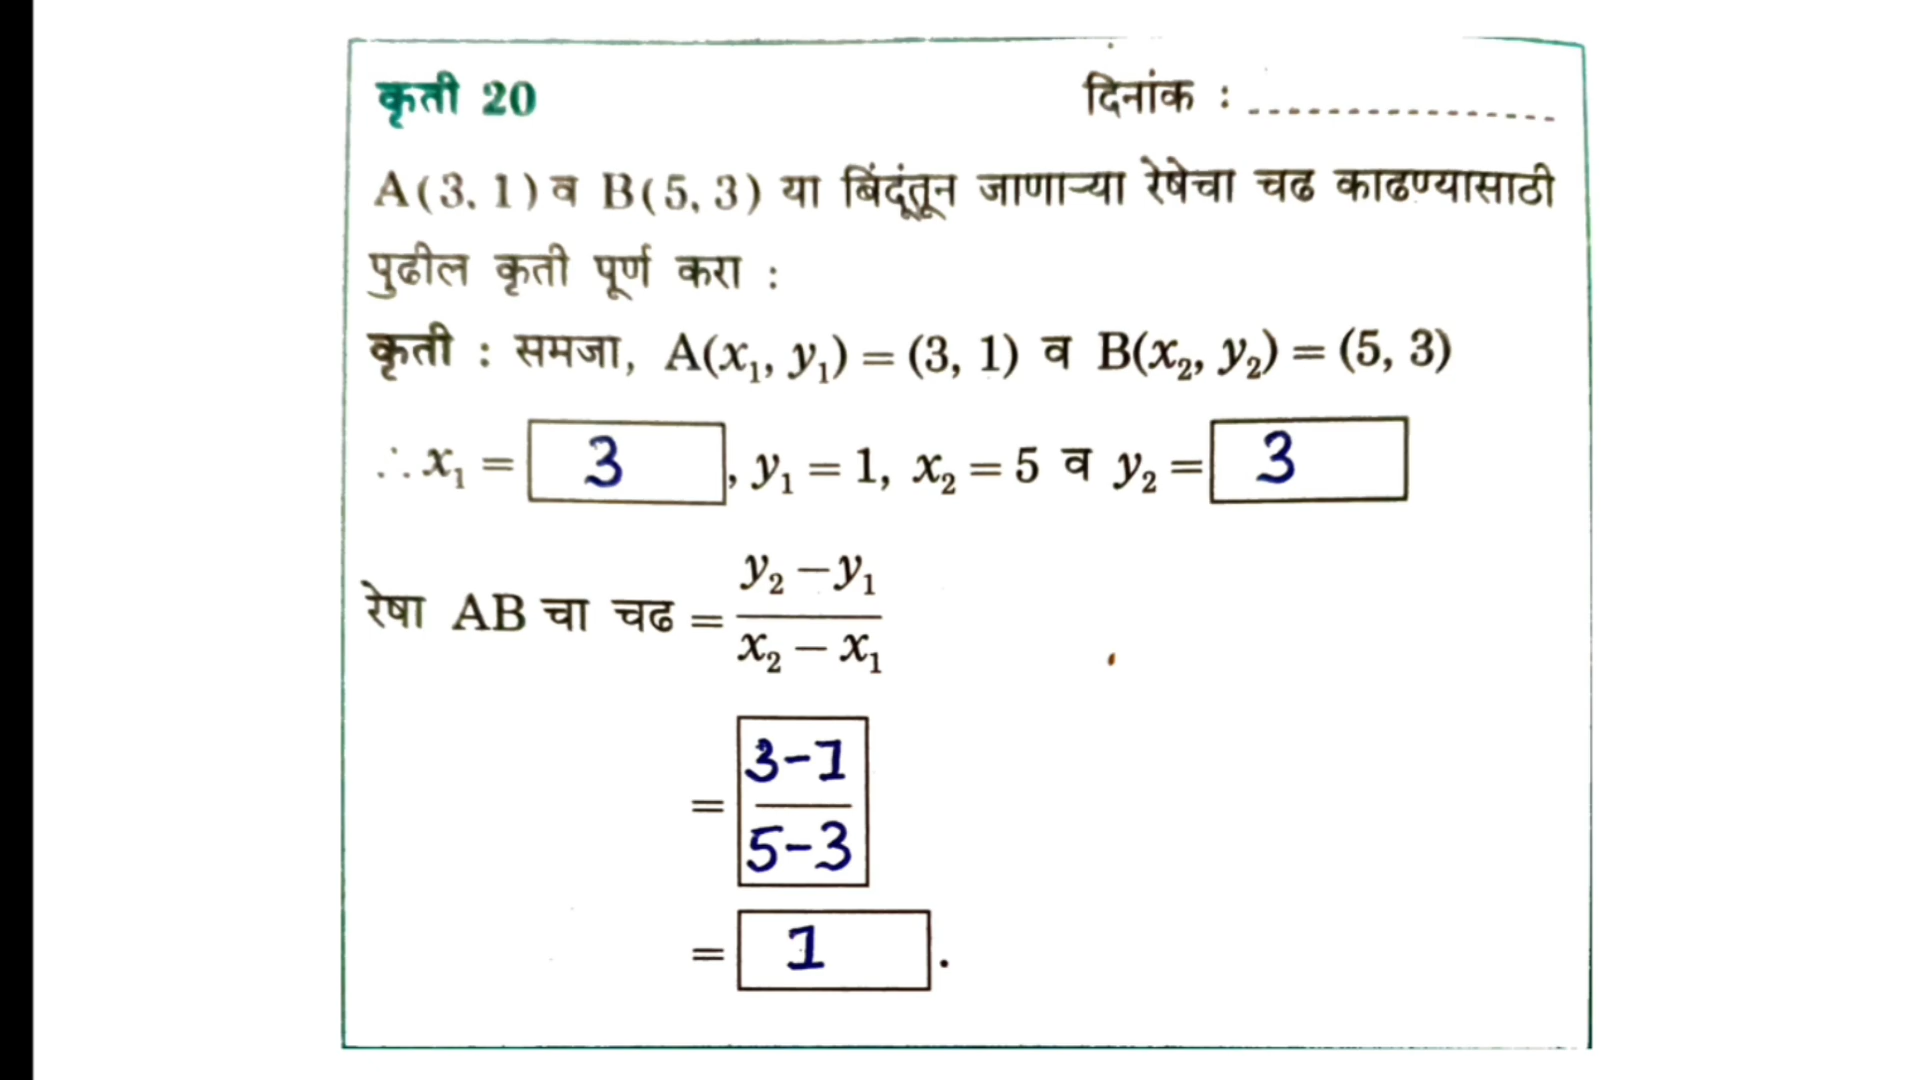 कृती 20 दिनांक : ................
A(3, 1) व B(5, 3) या बिंदूंतून जाणाऱ्या रेषेचा चढ काढण्यासाठी
पुढील कृती पूर्ण करा :
कृती : समजा, A(x₁, y₁) = (3, 1) व B(x₂, y₂) = (5, 3)
∴ x₁ = 3, y₁ = 1, x₂ = 5 व y₂ = 3
रेषा AB चा चढ = y₂ – y₁ / x₂ – x₁
= 3-1 / 5-3
= 1.